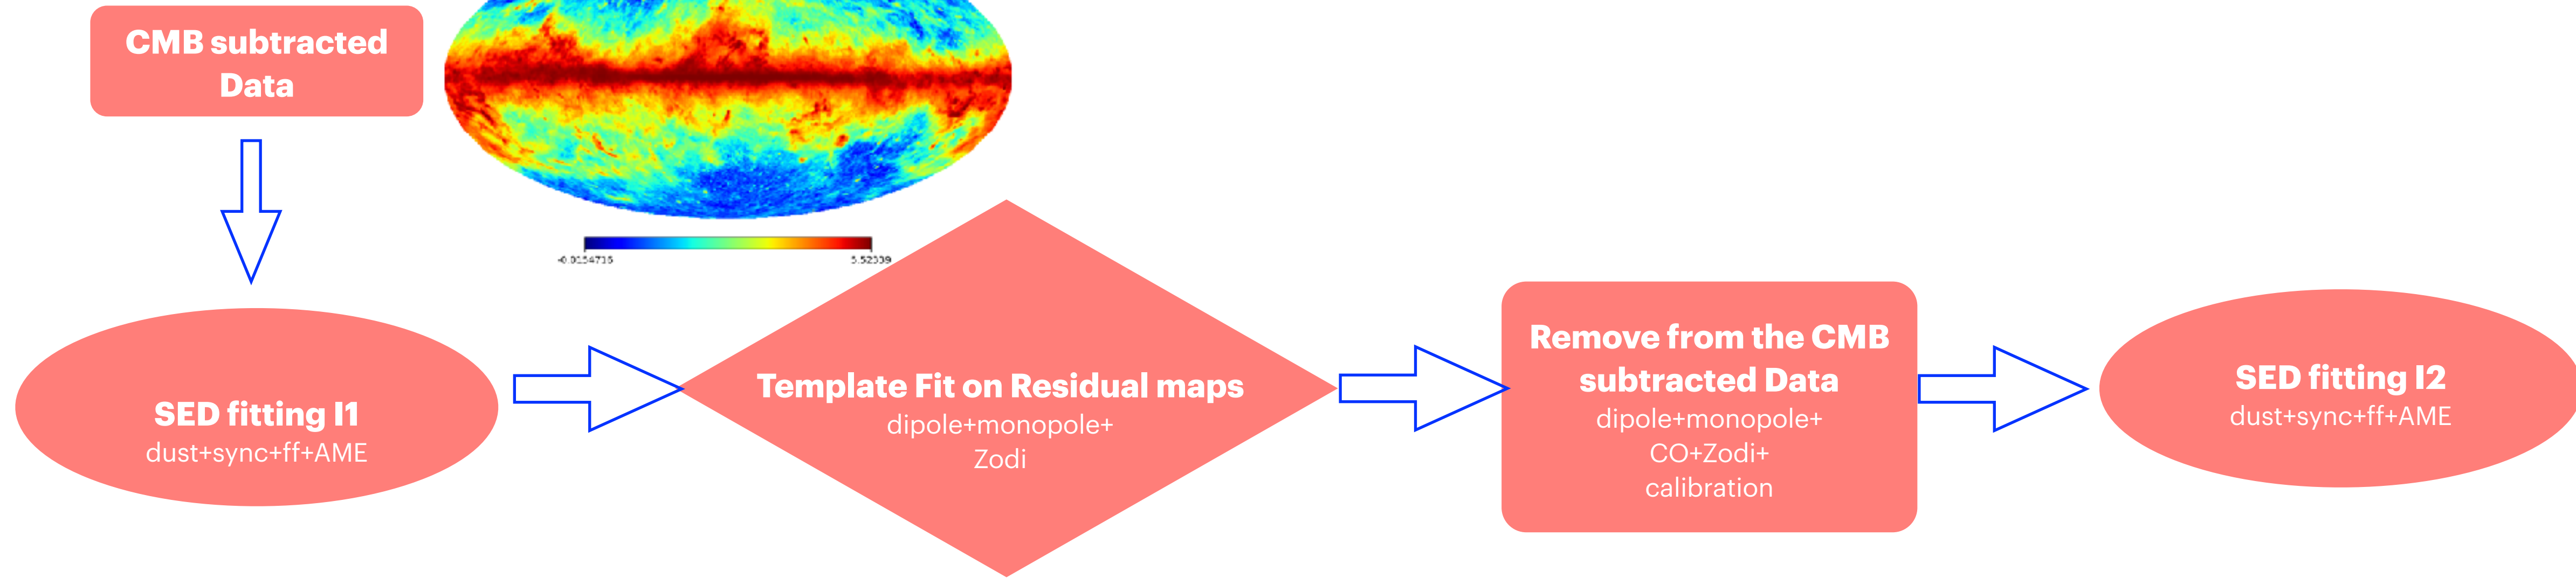 CMB subtracted
Data
-0.0154715
5.52339
SED fitting I1
dust+sync+ff+AME
Template Fit on Residual maps
dipole+monopole+
Zodi
Remove from the CMB
subtracted Data
dipole+monopole+
CO+Zodi+
calibration
SED fitting I2
dust+sync+ff+AME